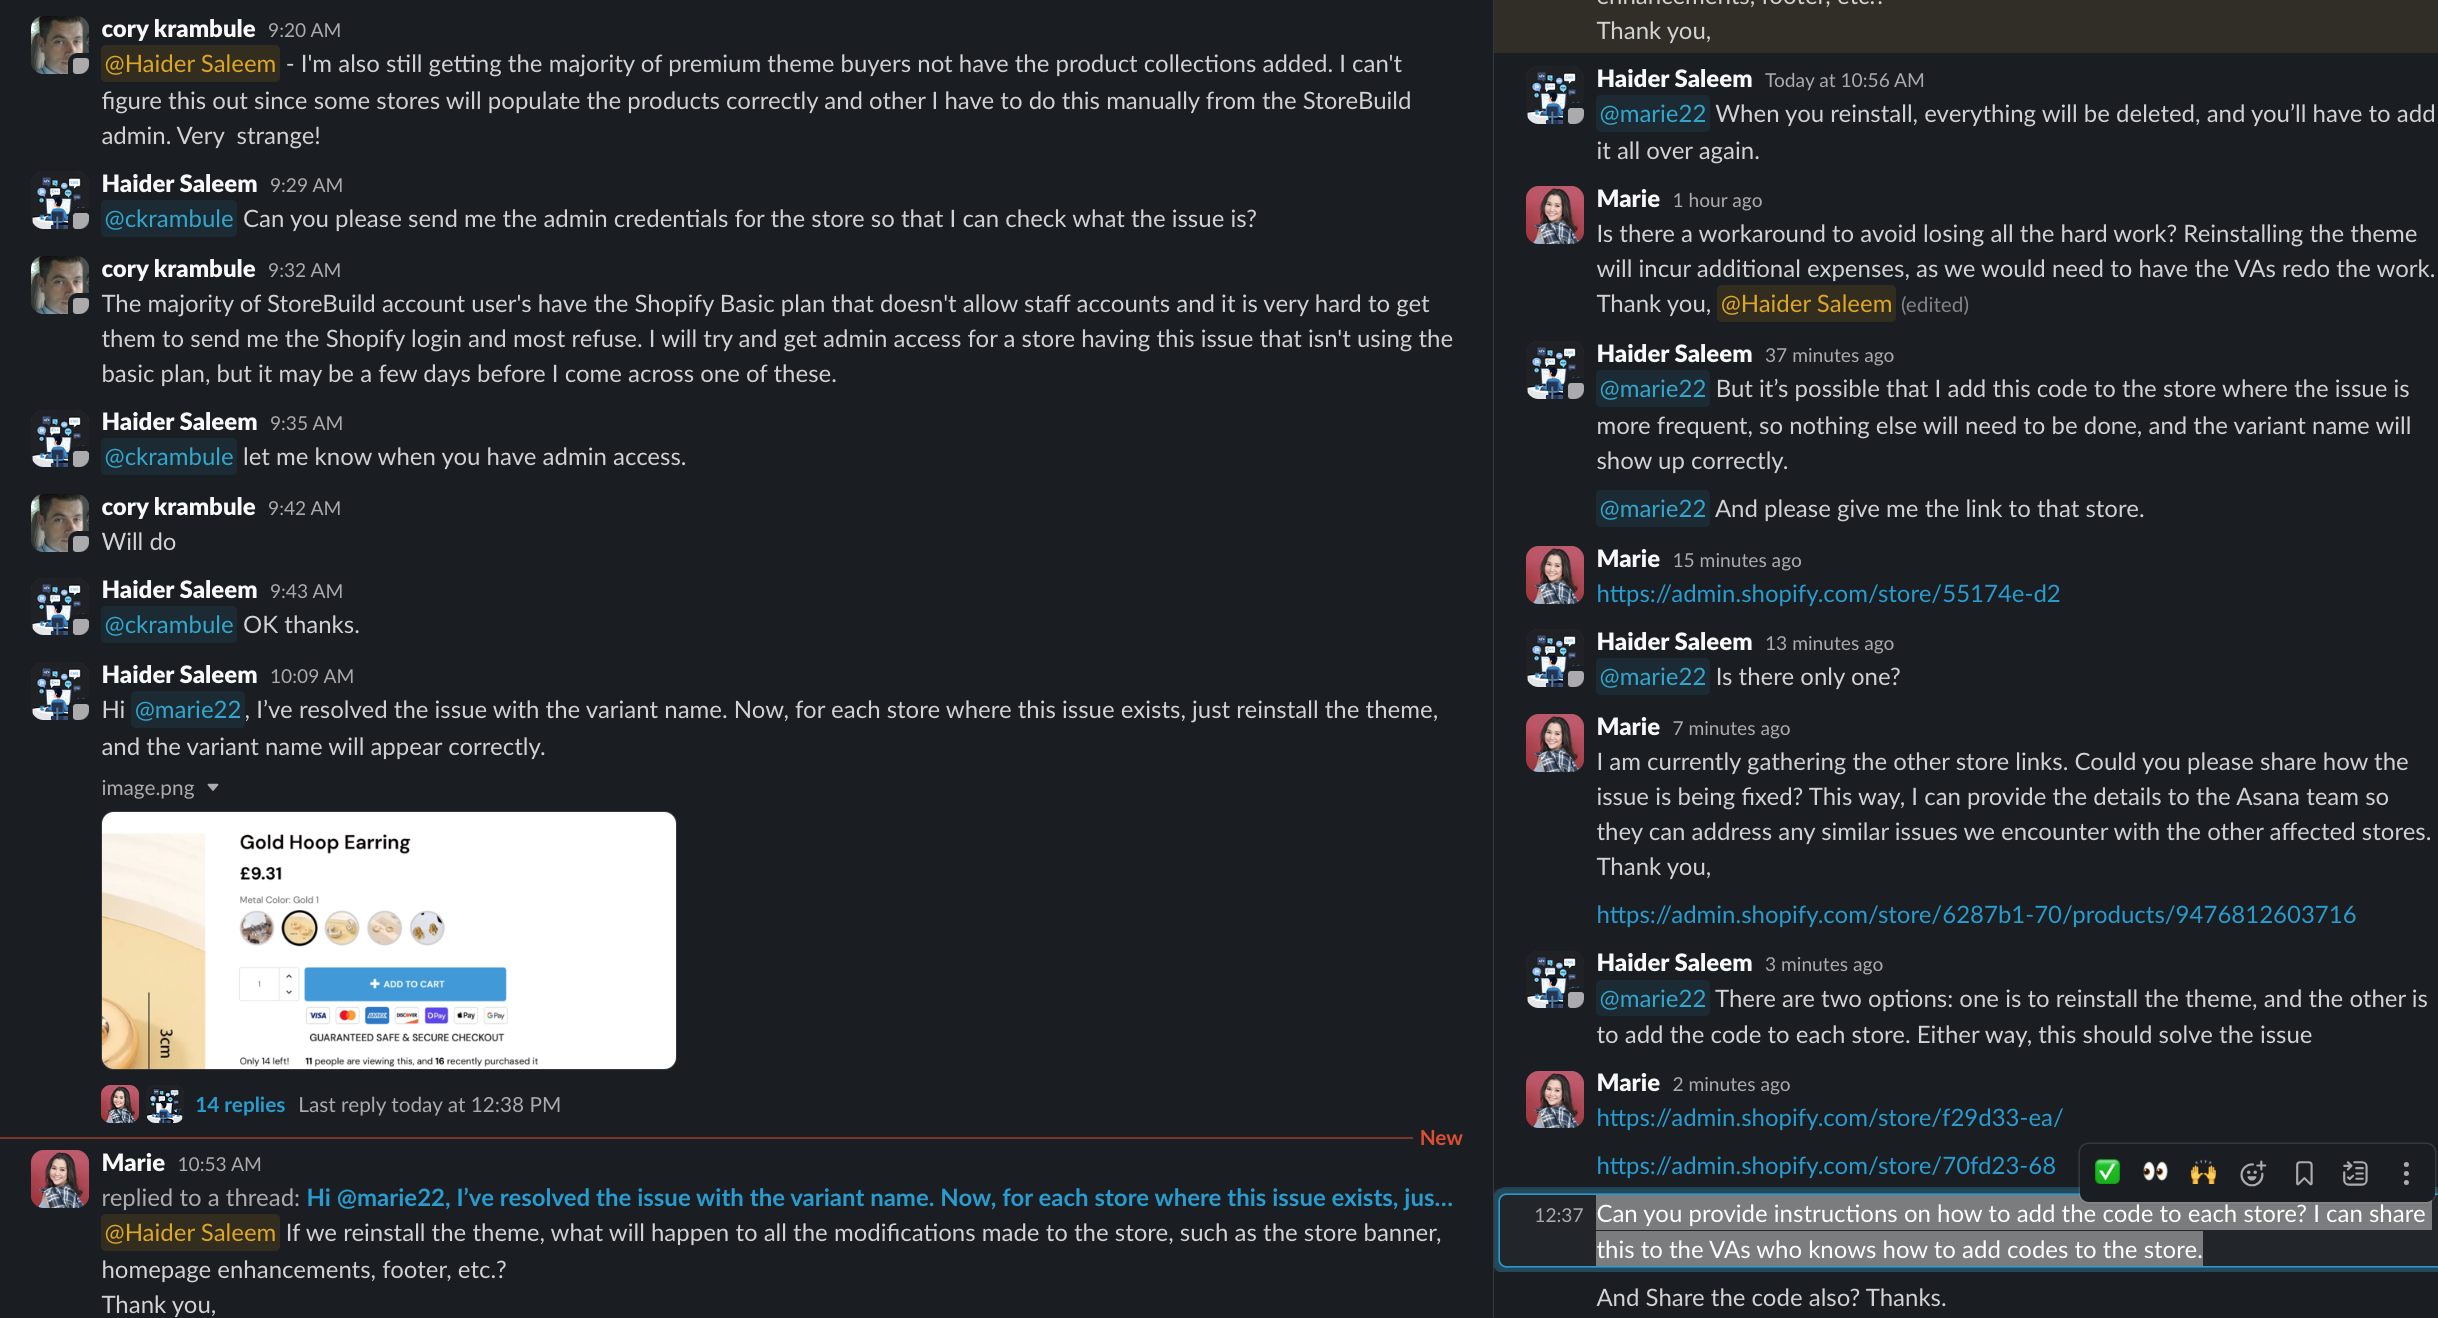 cory krambule 9:20 AM
@Haider Saleem - I'm also still getting the majority of premium theme buyers not have the product collections added. I can't
figure this out since some stores will populate the products correctly and other I have to do this manually from the StoreBuild
admin. Very  strange!
Haider Saleem 9:29 AM
@ckrambule Can you please send me the admin credentials for the store so that I can check what the issue is?
cory krambule 9:32 AM
The majority of StoreBuild account user's have the Shopify Basic plan that doesn't allow staff accounts and it is very hard to get
them to send me the Shopify login and most refuse. I will try and get admin access for a store having this issue that isn't using the
basic plan, but it may be a few days before I come across one of these.
Haider Saleem 9:35 AM
@ckrambule let me know when you have admin access.
cory krambule 9:42 AM
Will do
Haider Saleem 9:43 AM
@ckrambule OK thanks.
Haider Saleem 10:09 AM
Hi @marie22, I've resolved the issue with the variant name. Now, for each store where this issue exists, just reinstall the theme,
and the variant name will appear correctly.
image.png
Gold Hoop Earring
£9.31
Metal Color: Gold 1
1
+ ADD TO CART
VISA
AMEX
DISCOVER
DPay
Pay
G Pay
GUARANTEED SAFE & SECURE CHECKOUT
3cm
Only 14 left! 11 people are viewing this, and 16 recently purchased it
14 replies Last reply today at 12:38 PM
New
Marie 10:53 AM
replied to a thread: Hi @marie22, I've resolved the issue with the variant name. Now, for each store where this issue exists, jus...
@Haider Saleem If we reinstall the theme, what will happen to all the modifications made to the store, such as the store banner,
homepage enhancements, footer, etc.?
Thank you,
enhancements, footer, etc.?
Thank you,
Haider Saleem Today at 10:56 AM
@marie22 When you reinstall, everything will be deleted, and you'll have to add
it all over again.
Marie 1 hour ago
Is there a workaround to avoid losing all the hard work? Reinstalling the theme
will incur additional expenses, as we would need to have the VAs redo the work.
Thank you, @Haider Saleem (edited)
Haider Saleem 37 minutes ago
@marie22 But it's possible that I add this code to the store where the issue is
more frequent, so nothing else will need to be done, and the variant name will
show up correctly.
@marie22 And please give me the link to that store.
Marie 15 minutes ago
https://admin.shopify.com/store/55174e-d2
Haider Saleem 13 minutes ago
@marie22 Is there only one?
Marie 7 minutes ago
I am currently gathering the other store links. Could you please share how the
issue is being fixed? This way, I can provide the details to the Asana team so
they can address any similar issues we encounter with the other affected stores.
Thank you,
https://admin.shopify.com/store/6287b1-70/products/9476812603716
Haider Saleem 3 minutes ago
@marie22 There are two options: one is to reinstall the theme, and the other is
to add the code to each store. Either way, this should solve the issue
Marie 2 minutes ago
https://admin.shopify.com/store/f29d33-ea/
https://admin.shopify.com/store/70fd23-68
12:37 Can you provide instructions on how to add the code to each store? I can share
this to the VAs who knows how to add codes to the store.
And Share the code also? Thanks.